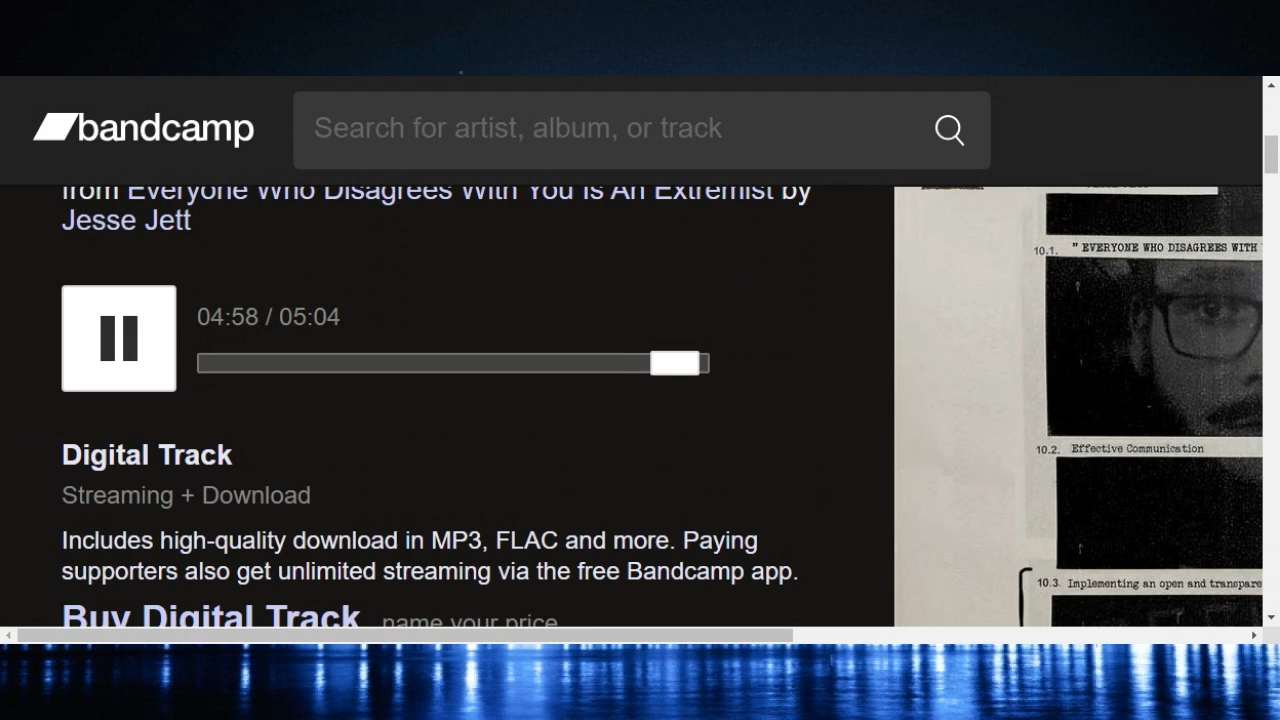 bandcamp
Search for artist, album, or track
from Everyone Who Disagrees With You Is An Extremist by
Jesse Jett
04:58 / 05:04
Digital Track
Streaming + Download
Includes high-quality download in MP3, FLAC and more. Paying
supporters also get unlimited streaming via the free Bandcamp app.
Buy Digital Track name your price
10.1. " EVERYONE WHO DISAGREES WITH
10.2. Effective Communication
10.3. Implementing an open and transpare